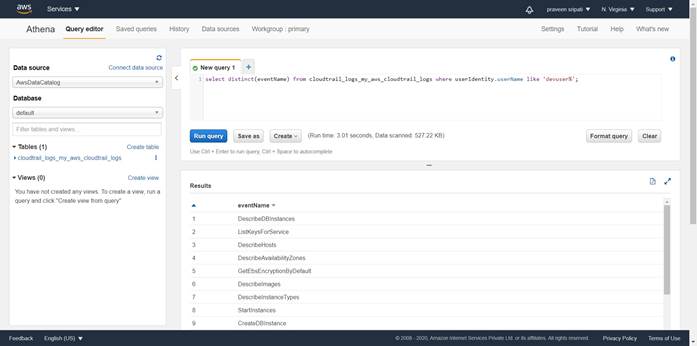 aws Services praveen sripati N. Virginia Support
Athena Query editor Saved queries History Data sources Workgroup : primary Settings Tutorial Help What's new
Data source Connect data source
AwsDataCatalog
Database
default
Filter tables and views...
Tables (1) Create table
cloudtrail_logs_my_aws_cloudtrail_logs
Views (0) Create view
You have not created any views. To create a view, run a
query and click "Create view from query"
New query 1 +
1 select distinct(eventName) from cloudtrail_logs_my_aws_cloudtrail_logs where userIdentity.userName like 'devuser%';
Run query Save as Create (Run time: 3.01 seconds, Data scanned: 527.22 KB) Format query Clear
Use Ctrl + Enter to run query, Ctrl + Space to autocomplete
Results
eventName
1 DescribeDBInstances
2 ListKeysForService
3 DescribeHosts
4 DescribeAvailabilityZones
5 GetEbsEncryptionByDefault
6 DescribeImages
7 DescribeInstanceTypes
8 StartInstances
9 CreateDBInstance
Feedback English (US) © 2008 - 2020, Amazon Internet Services Private Ltd. or its affiliates. All rights reserved. Privacy Policy Terms of Use